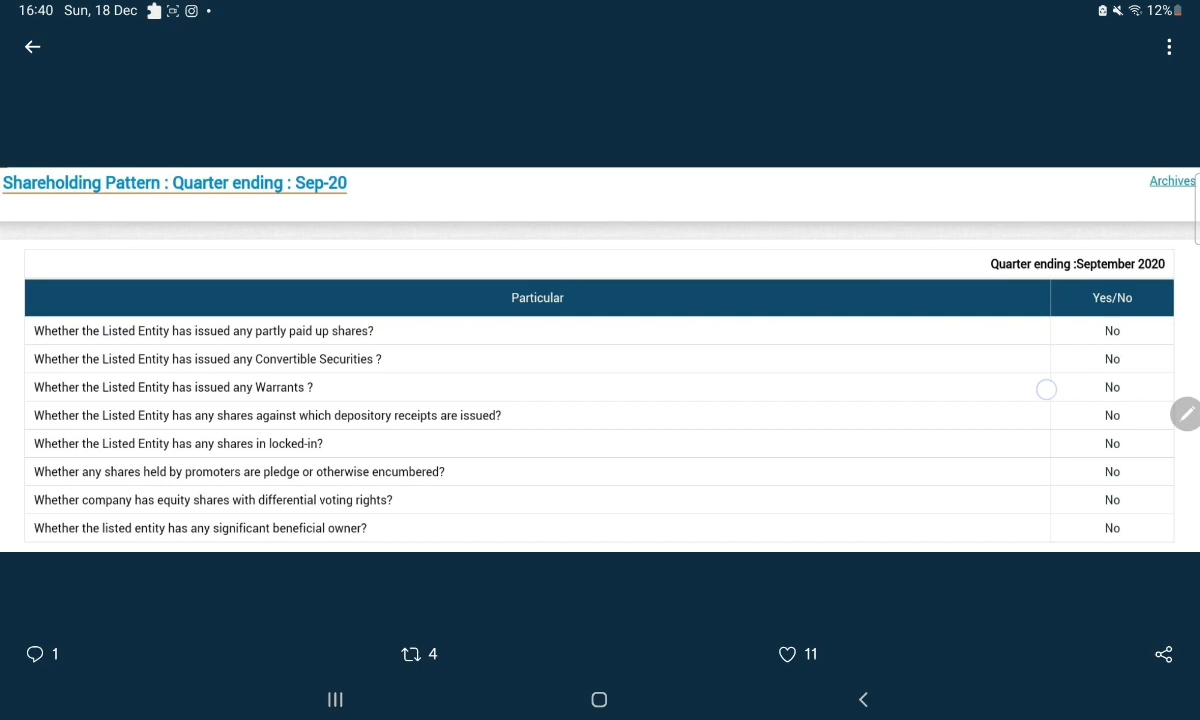 16:40 Sun, 18 Dec
12%
Shareholding Pattern : Quarter ending : Sep-20
Archives
Quarter ending :September 2020
Particular Yes/No
Whether the Listed Entity has issued any partly paid up shares? No
Whether the Listed Entity has issued any Convertible Securities ? No
Whether the Listed Entity has issued any Warrants ? No
Whether the Listed Entity has any shares against which depository receipts are issued? No
Whether the Listed Entity has any shares in locked-in? No
Whether any shares held by promoters are pledge or otherwise encumbered? No
Whether company has equity shares with differential voting rights? No
Whether the listed entity has any significant beneficial owner? No
1 4 11